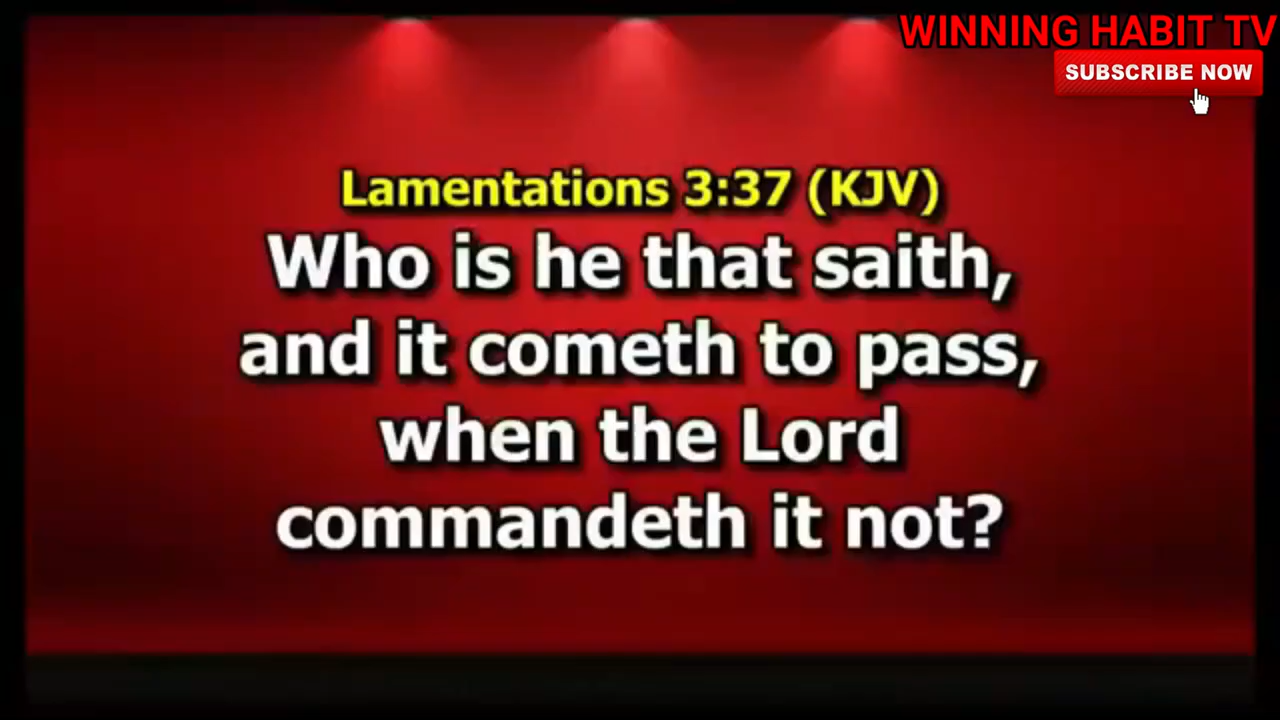 WINNING HABIT TV
SUBSCRIBE NOW
Lamentations 3:37 (KJV)
Who is he that saith,
and it cometh to pass,
when the Lord
commandeth it not?